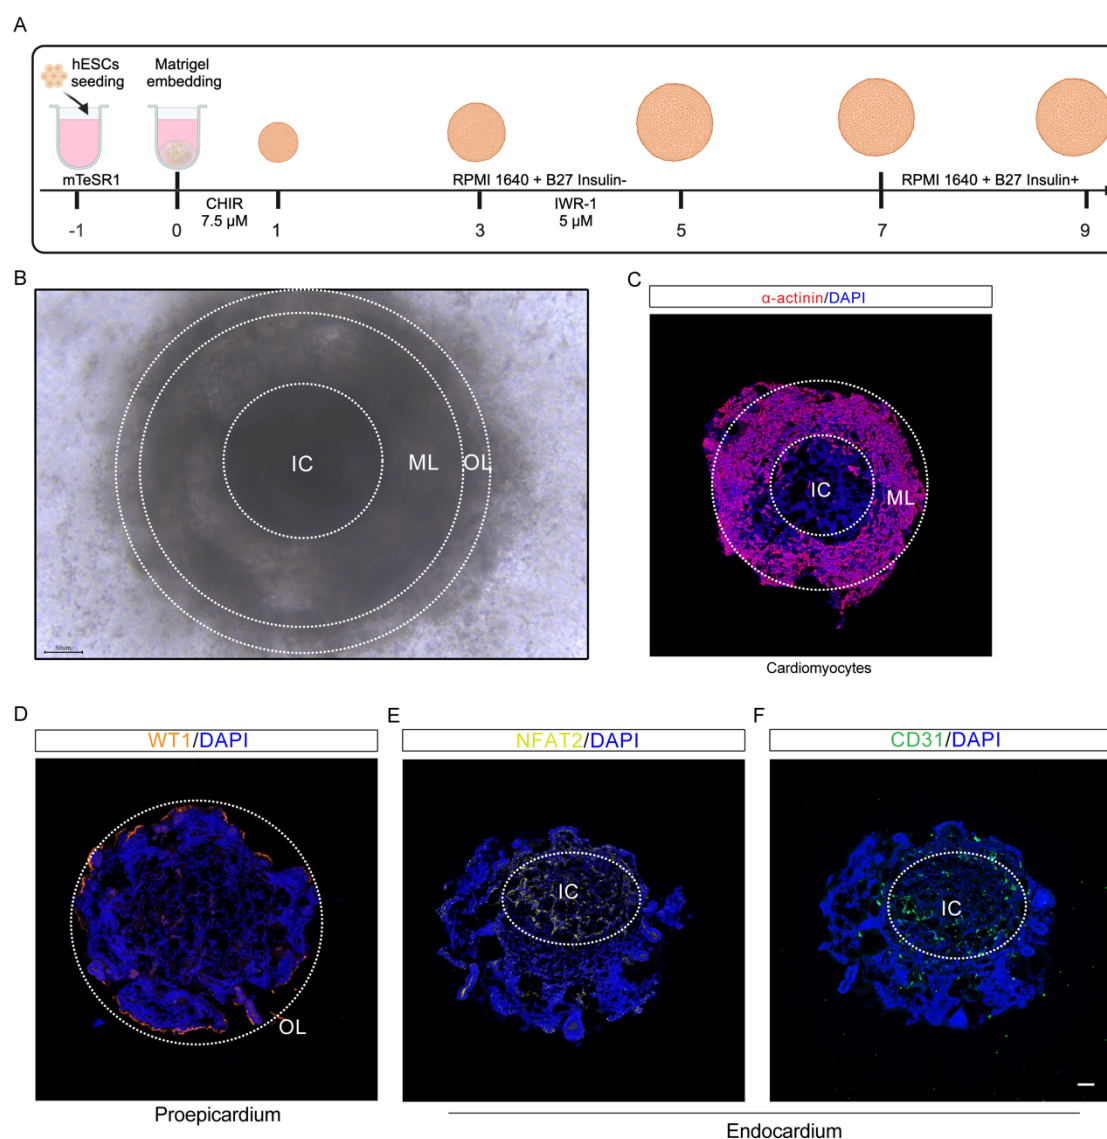 A
hESCs
seeding
Matrigel
embedding
mTeSR1
RPMI 1640 + B27 Insulin-
RPMI 1640 + B27 Insulin+
CHIR
7.5 μM
IWR-1
5 μM
-1
0
1
3
5
7
9
B
IC
ML
OL
50um
C
α-actinin/DAPI
IC
ML
Cardiomyocytes
D
WT1/DAPI
OL
Proepicardium
E
NFAT2/DAPI
IC
F
CD31/DAPI
IC
Endocardium